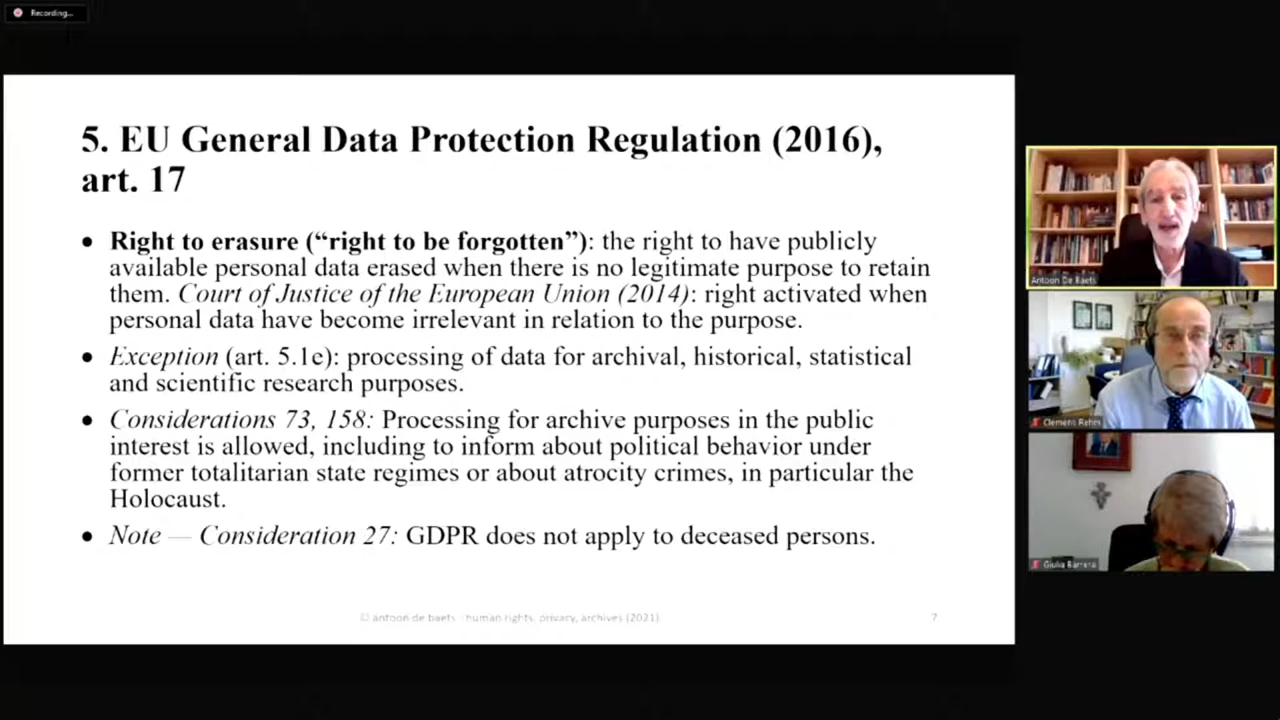 Recording...
5. EU General Data Protection Regulation (2016),
art. 17
• Right to erasure (“right to be forgotten”): the right to have publicly
available personal data erased when there is no legitimate purpose to retain
them. Court of Justice of the European Union (2014): right activated when
personal data have become irrelevant in relation to the purpose.
• Exception (art. 5.1e): processing of data for archival, historical, statistical
and scientific research purposes.
• Considerations 73, 158: Processing for archive purposes in the public
interest is allowed, including to inform about political behavior under
former totalitarian state regimes or about atrocity crimes, in particular the
Holocaust.
• Note — Consideration 27: GDPR does not apply to deceased persons.
© antoon de baets - human rights, privacy, archives (2021)
7
Antoon De Baets
Clement Rehm
Giulia Barrera